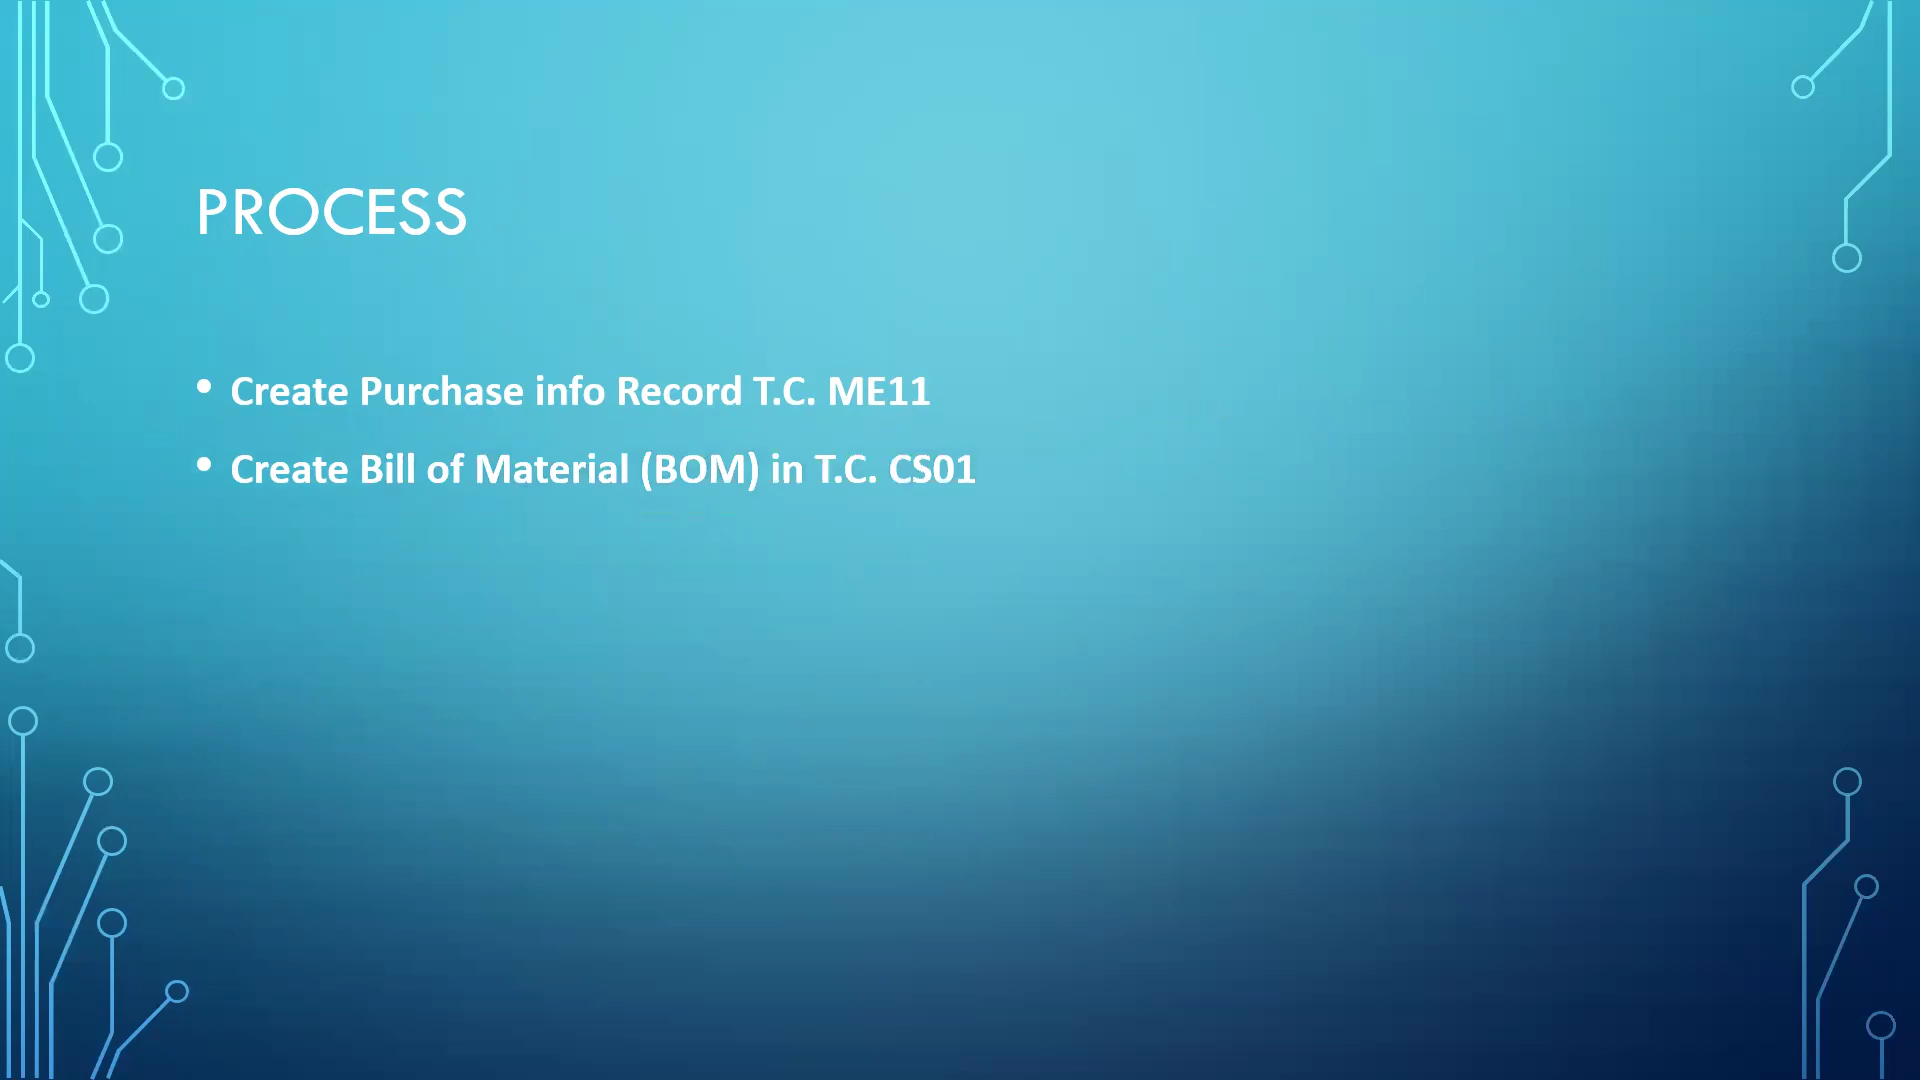 PROCESS
• Create Purchase info Record T.C. ME11
• Create Bill of Material (BOM) in T.C. CS01